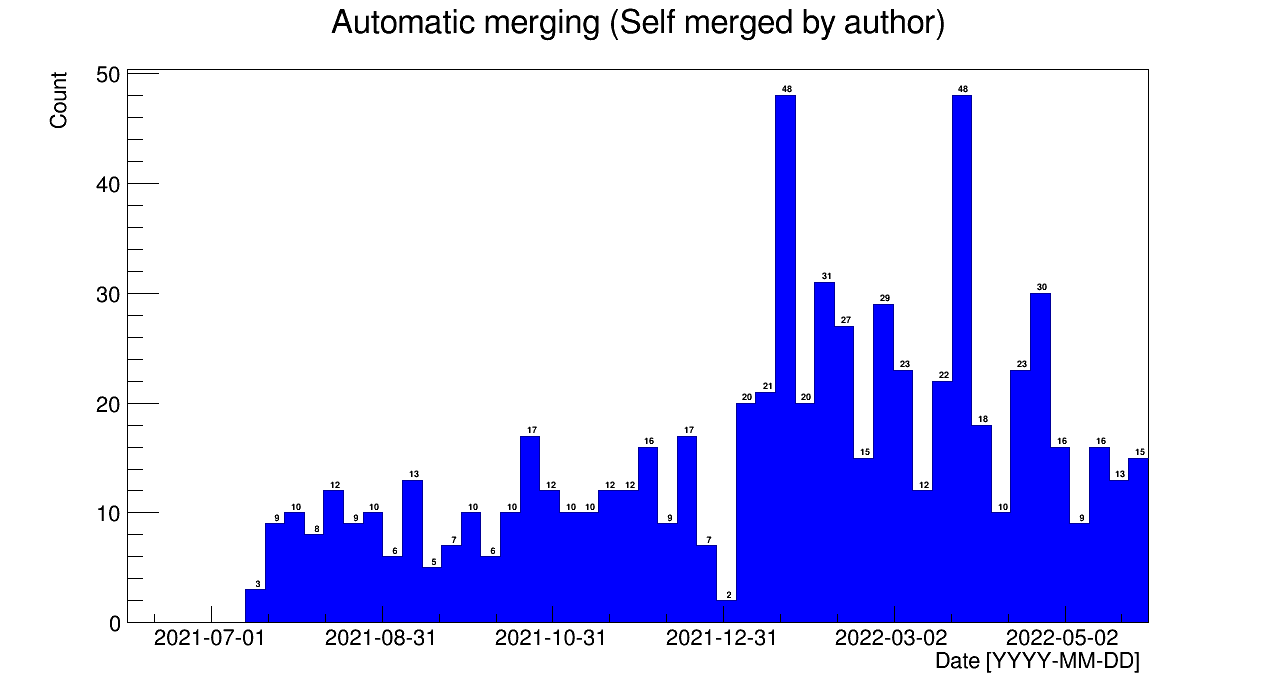 Automatic merging (Self merged by author)
Count
50
40
30
20
10
0
3 9 10 8 12 9 10 6 13 5 7 10 6 10 17 12 10 10 12 12 16 9 17 7 2 20 21 48 20 31 27 15 29 23 12 22 48 18 10 23 30 16 9 16 13 15
2021-07-01 2021-08-31 2021-10-31 2021-12-31 2022-03-02 2022-05-02
Date [YYYY-MM-DD]